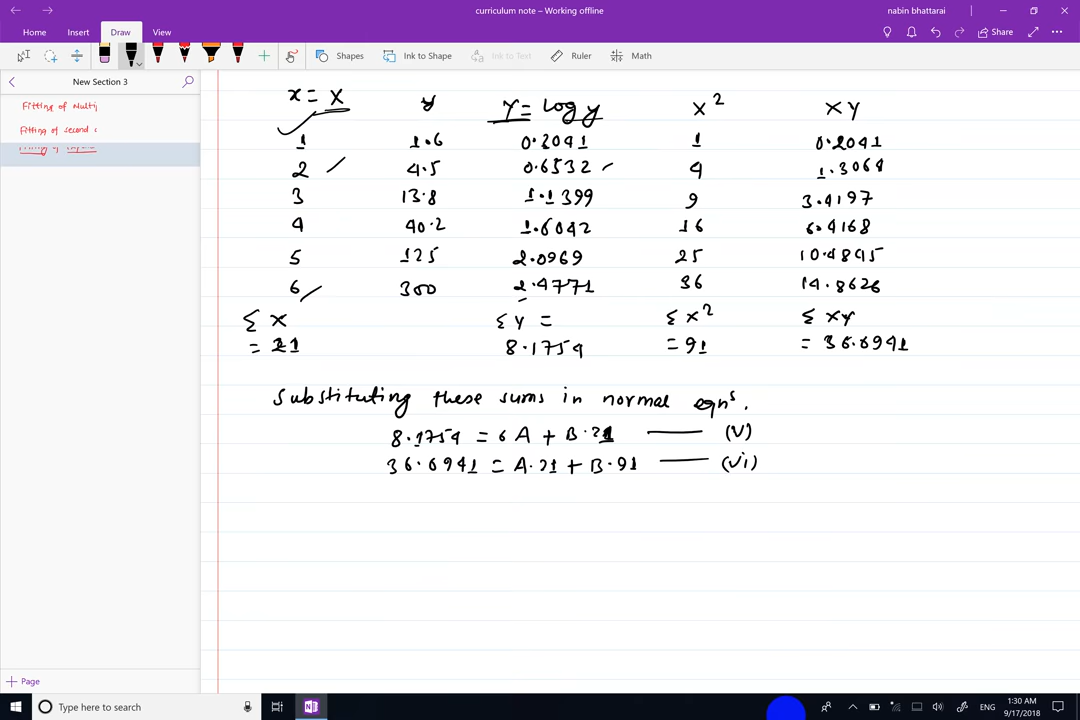 curriculum note – Working offline
nabin bhattarai
Home Insert Draw View
Share
Shapes Ink to Shape Ink to Text Ruler Math
New Section 3
Fitting of Multip
Fitting of second o
x = X y Y = log y X² XY
1 1.6 0.2041 1 0.2041
2 4.5 0.6532 4 1.3064
3 13.8 1.1399 9 3.4197
4 40.2 1.6042 16 6.4168
5 125 2.0969 25 10.4845
6 300 2.4771 36 14.8626
Σ X Σ Y = Σ X² Σ XY
= 21 8.1754 = 91 = 36.6941
Substituting these sums in normal eqnˢ.
8.1754 = 6A + B.21 —— (V)
36.6941 = A.21 + B.91 —— (Vi)
Page
Type here to search
ENG
1:30 AM
9/17/2018